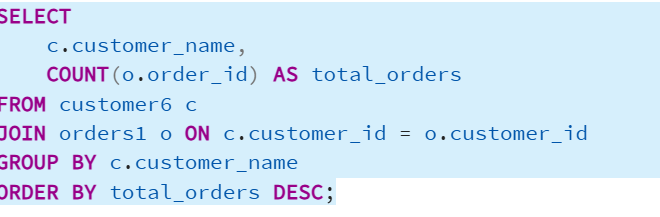 SELECT
    c.customer_name,
    COUNT(o.order_id) AS total_orders
FROM customer6 c
JOIN orders1 o ON c.customer_id = o.customer_id
GROUP BY c.customer_name
ORDER BY total_orders DESC;